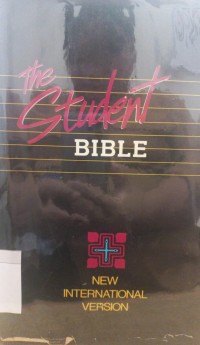 The
Student
BIBLE
NEW
INTERNATIONAL
VERSION